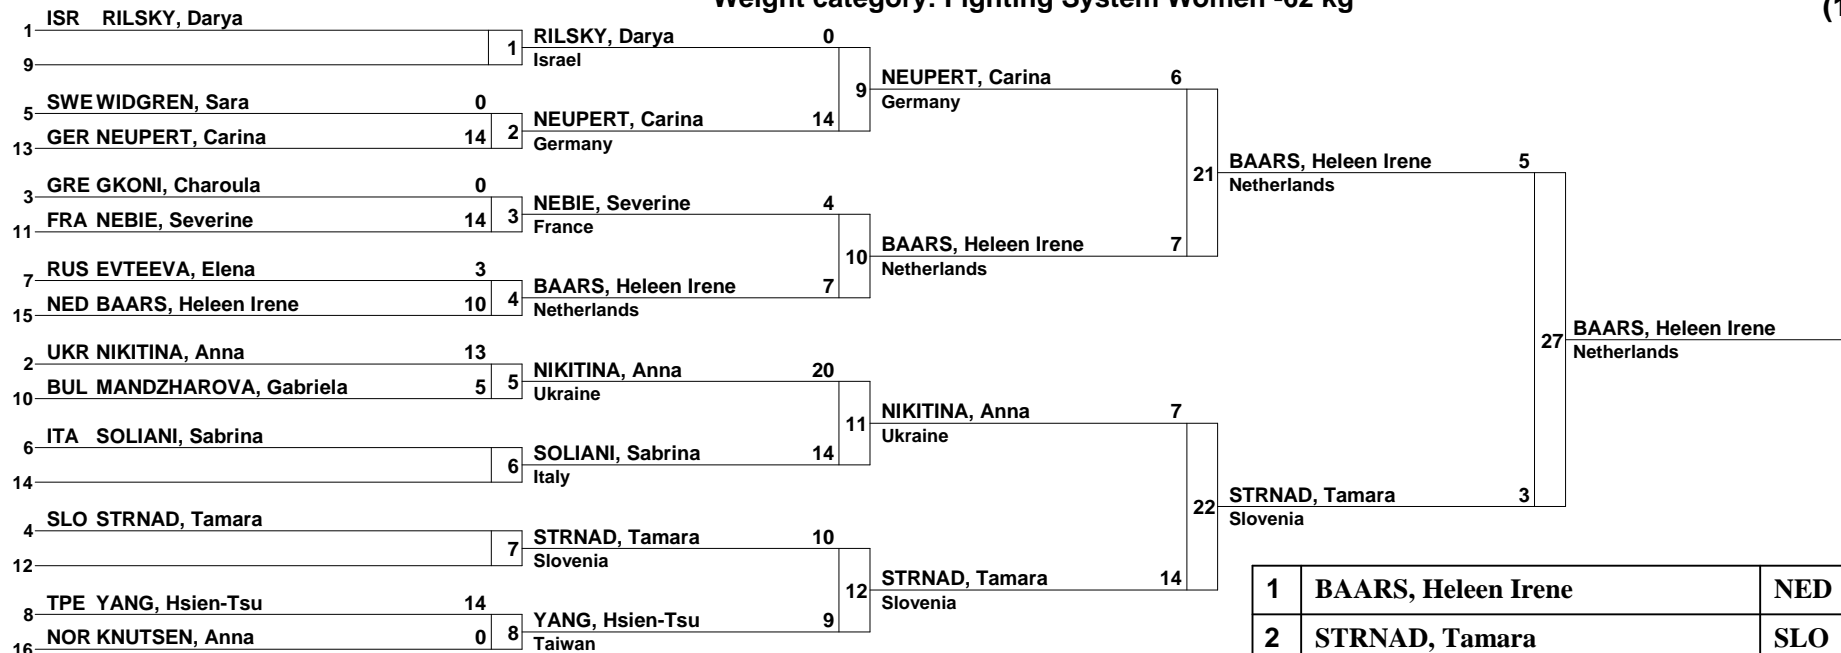 Weight category: Fighting System Women -62 kg
(1
1 ISR RILSKY, Darya
9
1 RILSKY, Darya 0
Israel
5 SWE WIDGREN, Sara 0
13 GER NEUPERT, Carina 14
2 NEUPERT, Carina 14
Germany
9 NEUPERT, Carina 6
Germany
3 GRE GKONI, Charoula 0
11 FRA NEBIE, Severine 14
3 NEBIE, Severine 4
France
7 RUS EVTEEVA, Elena 3
15 NED BAARS, Heleen Irene 10
4 BAARS, Heleen Irene 7
Netherlands
10 BAARS, Heleen Irene 7
Netherlands
21 BAARS, Heleen Irene 5
Netherlands
2 UKR NIKITINA, Anna 13
10 BUL MANDZHAROVA, Gabriela 5
5 NIKITINA, Anna 20
Ukraine
6 ITA SOLIANI, Sabrina
14
6 SOLIANI, Sabrina 14
Italy
11 NIKITINA, Anna 7
Ukraine
4 SLO STRNAD, Tamara
12
7 STRNAD, Tamara 10
Slovenia
8 TPE YANG, Hsien-Tsu 14
16 NOR KNUTSEN, Anna 0
8 YANG, Hsien-Tsu 9
Taiwan
12 STRNAD, Tamara 14
Slovenia
22 STRNAD, Tamara 3
Slovenia
27 BAARS, Heleen Irene
Netherlands
1 BAARS, Heleen Irene NED
2 STRNAD, Tamara SLO